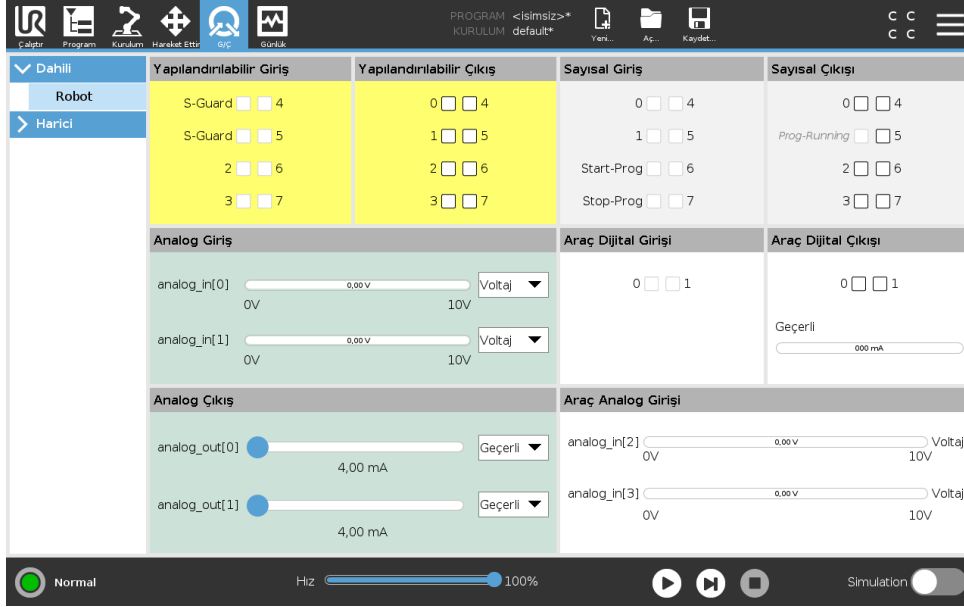 UR
PROGRAM <isimsiz>*
KURULUM default*
C C
C C
Çalıştır Program Kurulum Hareket Ettir G/Ç Günlük Yeni... Aç... Kaydet...
Dahili
Robot
Harici
Yapılandırılabilir Giriş
S-Guard 4
S-Guard 5
2 6
3 7
Yapılandırılabilir Çıkış
0 4
1 5
2 6
3 7
Sayısal Giriş
0 4
1 5
Start-Prog 6
Stop-Prog 7
Sayısal Çıkışı
0 4
Prog-Running 5
2 6
3 7
Analog Giriş
analog_in[0] 0,00 V Voltaj
0V 10V
analog_in[1] 0,00 V Voltaj
0V 10V
Araç Dijital Girişi
0 1
Araç Dijital Çıkışı
0 1
Geçerli
000 mA
Analog Çıkış
analog_out[0] Geçerli
4,00 mA
analog_out[1] Geçerli
4,00 mA
Araç Analog Girişi
analog_in[2] 0,00 V Voltaj
0V 10V
analog_in[3] 0,00 V Voltaj
0V 10V
Normal Hız 100% Simulation